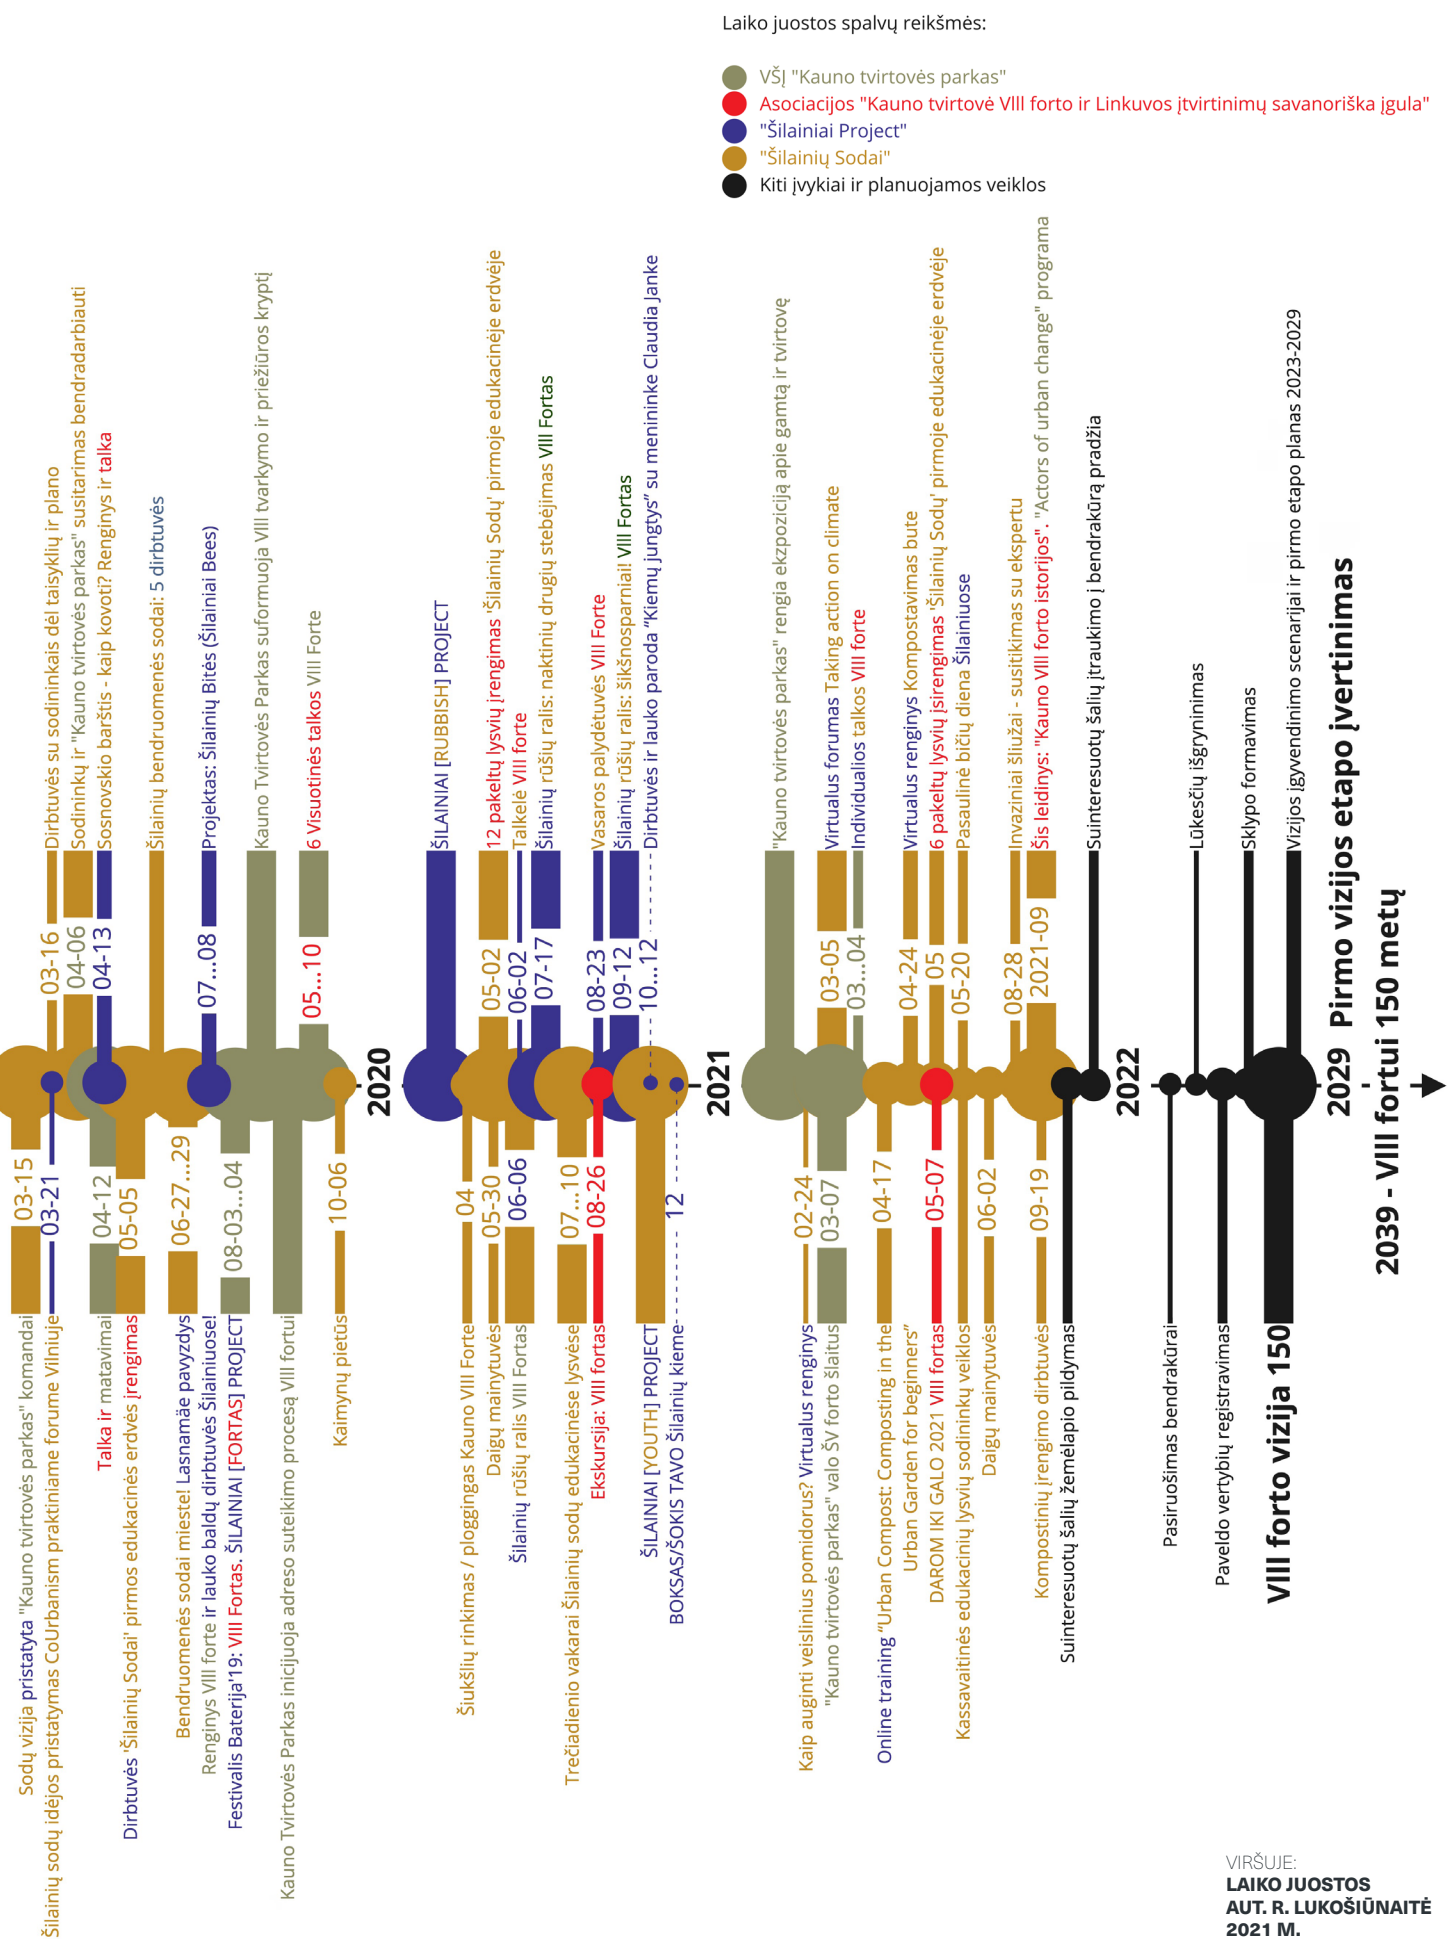 Laiko juostos spalvų reikšmės:
VŠĮ "Kauno tvirtovės parkas"
Asociacijos "Kauno tvirtovė VIII forto ir Linkuvos įtvirtinimų savanoriška įgula"
"Šilainiai Project"
"Šilainių Sodai"
Kiti įvykiai ir planuojamos veiklos
03-16 Dirbtuvės su sodininkais dėl taisyklių ir plano
04-06 Sodininkų ir "Kauno tvirtovės parkas" susitarimas bendradarbiauti
04-13 Sosnovskio barštis - kaip kovoti? Renginys ir talka
Šilainių bendruomenės sodai: 5 dirbtuvės
07...08 Projektas: Šilainių Bitės (Šilainiai Bees)
Kauno Tvirtovės Parkas suformuoja VIII tvarkymo ir priežiūros kryptį
05...10 6 Visuotinės talkos VIII Forte
03-15 Sodų vizija pristatyta "Kauno tvirtovės parkas" komandai
03-21 Šilainių sodų idėjos pristatymas CoUrbanism praktiniame forume Vilniuje
04-12 Talka ir matavimai
05-05 Dirbtuvės 'Šilainių Sodai' pirmos edukacinės erdvės įrengimas
06-27...29 Bendruomenės sodai mieste! Lasnamäe pavyzdys
Renginys VIII forte ir lauko baldų dirbtuvės Šilainiuose!
08-03...04 Festivalis Baterija'19: VIII Fortas. ŠILAINIAI [FORTAS] PROJECT
Kauno Tvirtovės Parkas inicijuoja adreso suteikimo procesą VIII fortui
10-06 Kaimynų pietūs
2020
ŠILAINIAI [RUBBISH] PROJECT
05-02 12 pakeltų lysvių įrengimas 'Šilainių Sodų' pirmoje edukacinėje erdvėje
06-02 Talkelė VIII forte
07-17 Šilainių rūšių ralis: naktinių drugių stebėjimas VIII Fortas
08-23 Vasaros palydėtuvės VIII Forte
09-12 Šilainių rūšių ralis: šikšnosparniai! VIII Fortas
10...12 Dirbtuvės ir lauko paroda “Kiemų jungtys” su menininke Claudia Janke
04 Šiukšlių rinkimas / ploggingas Kauno VIII Forte
05-30 Daigų mainytuvės
06-06 Šilainių rūšių ralis VIII Fortas
07...10 Trečiadienio vakarai Šilainių sodų edukacinėse lysvėse
08-26 Ekskursija: VIII fortas
ŠILAINIAI [YOUTH] PROJECT
12 BOKSAS/ŠOKIS TAVO Šilainių kieme
2021
"Kauno tvirtovės parkas" rengia ekzpoziciją apie gamtą ir tvirtovę
03-05 Virtualus forumas Taking action on climate
03...04 Individualios talkos VIII forte
04-24 Virtualus renginys Kompostavimas bute
05 6 pakeltų lysvių įsirengimas 'Šilainių Sodų' pirmoje edukacinėje erdvėje
05-20 Pasaulinė bičių diena Šilainiuose
08-28 Invaziniai šliužai - susitikimas su ekspertu
2021-09 Šis leidinys: "Kauno VIII forto istorijos". "Actors of urban change" programa
Suinteresuotų šalių įtraukimo į bendrakūrą pradžia
02-24 Kaip auginti veislinius pomidorus? Virtualus renginys
03-07 "Kauno tvirtovės parkas" valo ŠV forto šlaitus
04-17 Online training “Urban Compost: Composting in the
Urban Garden for beginners”
05-07 DAROM IKI GALO 2021 VIII fortas
Kassavaitinės edukacinių lysvių sodininkų veiklos
06-02 Daigų mainytuvės
09-19 Kompostinių įrengimo dirbtuvės
Suinteresuotų šalių žemėlapio pildymas
2022
Lūkesčių išgryninimas
Sklypo formavimas
Vizijos įgyvendinimo scenarijai ir pirmo etapo planas 2023-2029
Pasiruošimas bendrakūrai
Paveldo vertybių registravimas
VIII forto vizija 150
2029 Pirmo vizijos etapo įvertinimas
2039 - VIII fortui 150 metų
VIRŠUJE:
LAIKO JUOSTOS
AUT. R. LUKOŠIŪNAITĖ
2021 M.